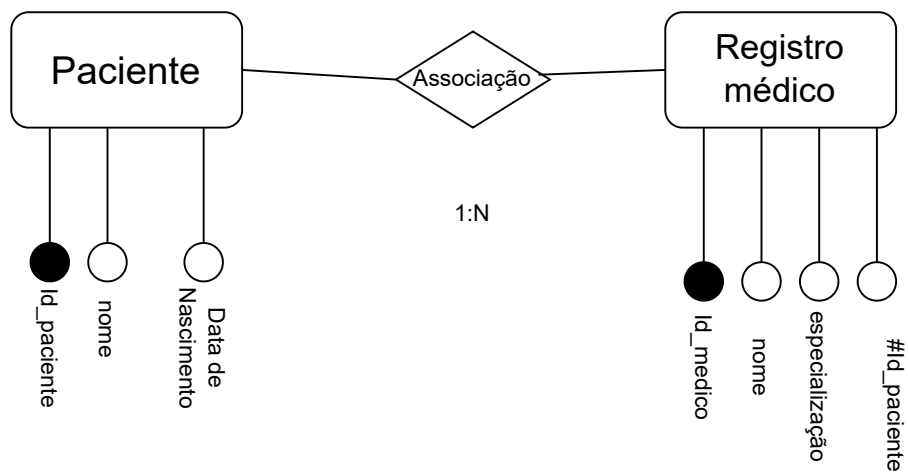 Paciente
Associação
Registro
médico
1:N
Id_paciente
nome
Data de
Nascimento
Id_medico
nome
especialização
#Id_paciente